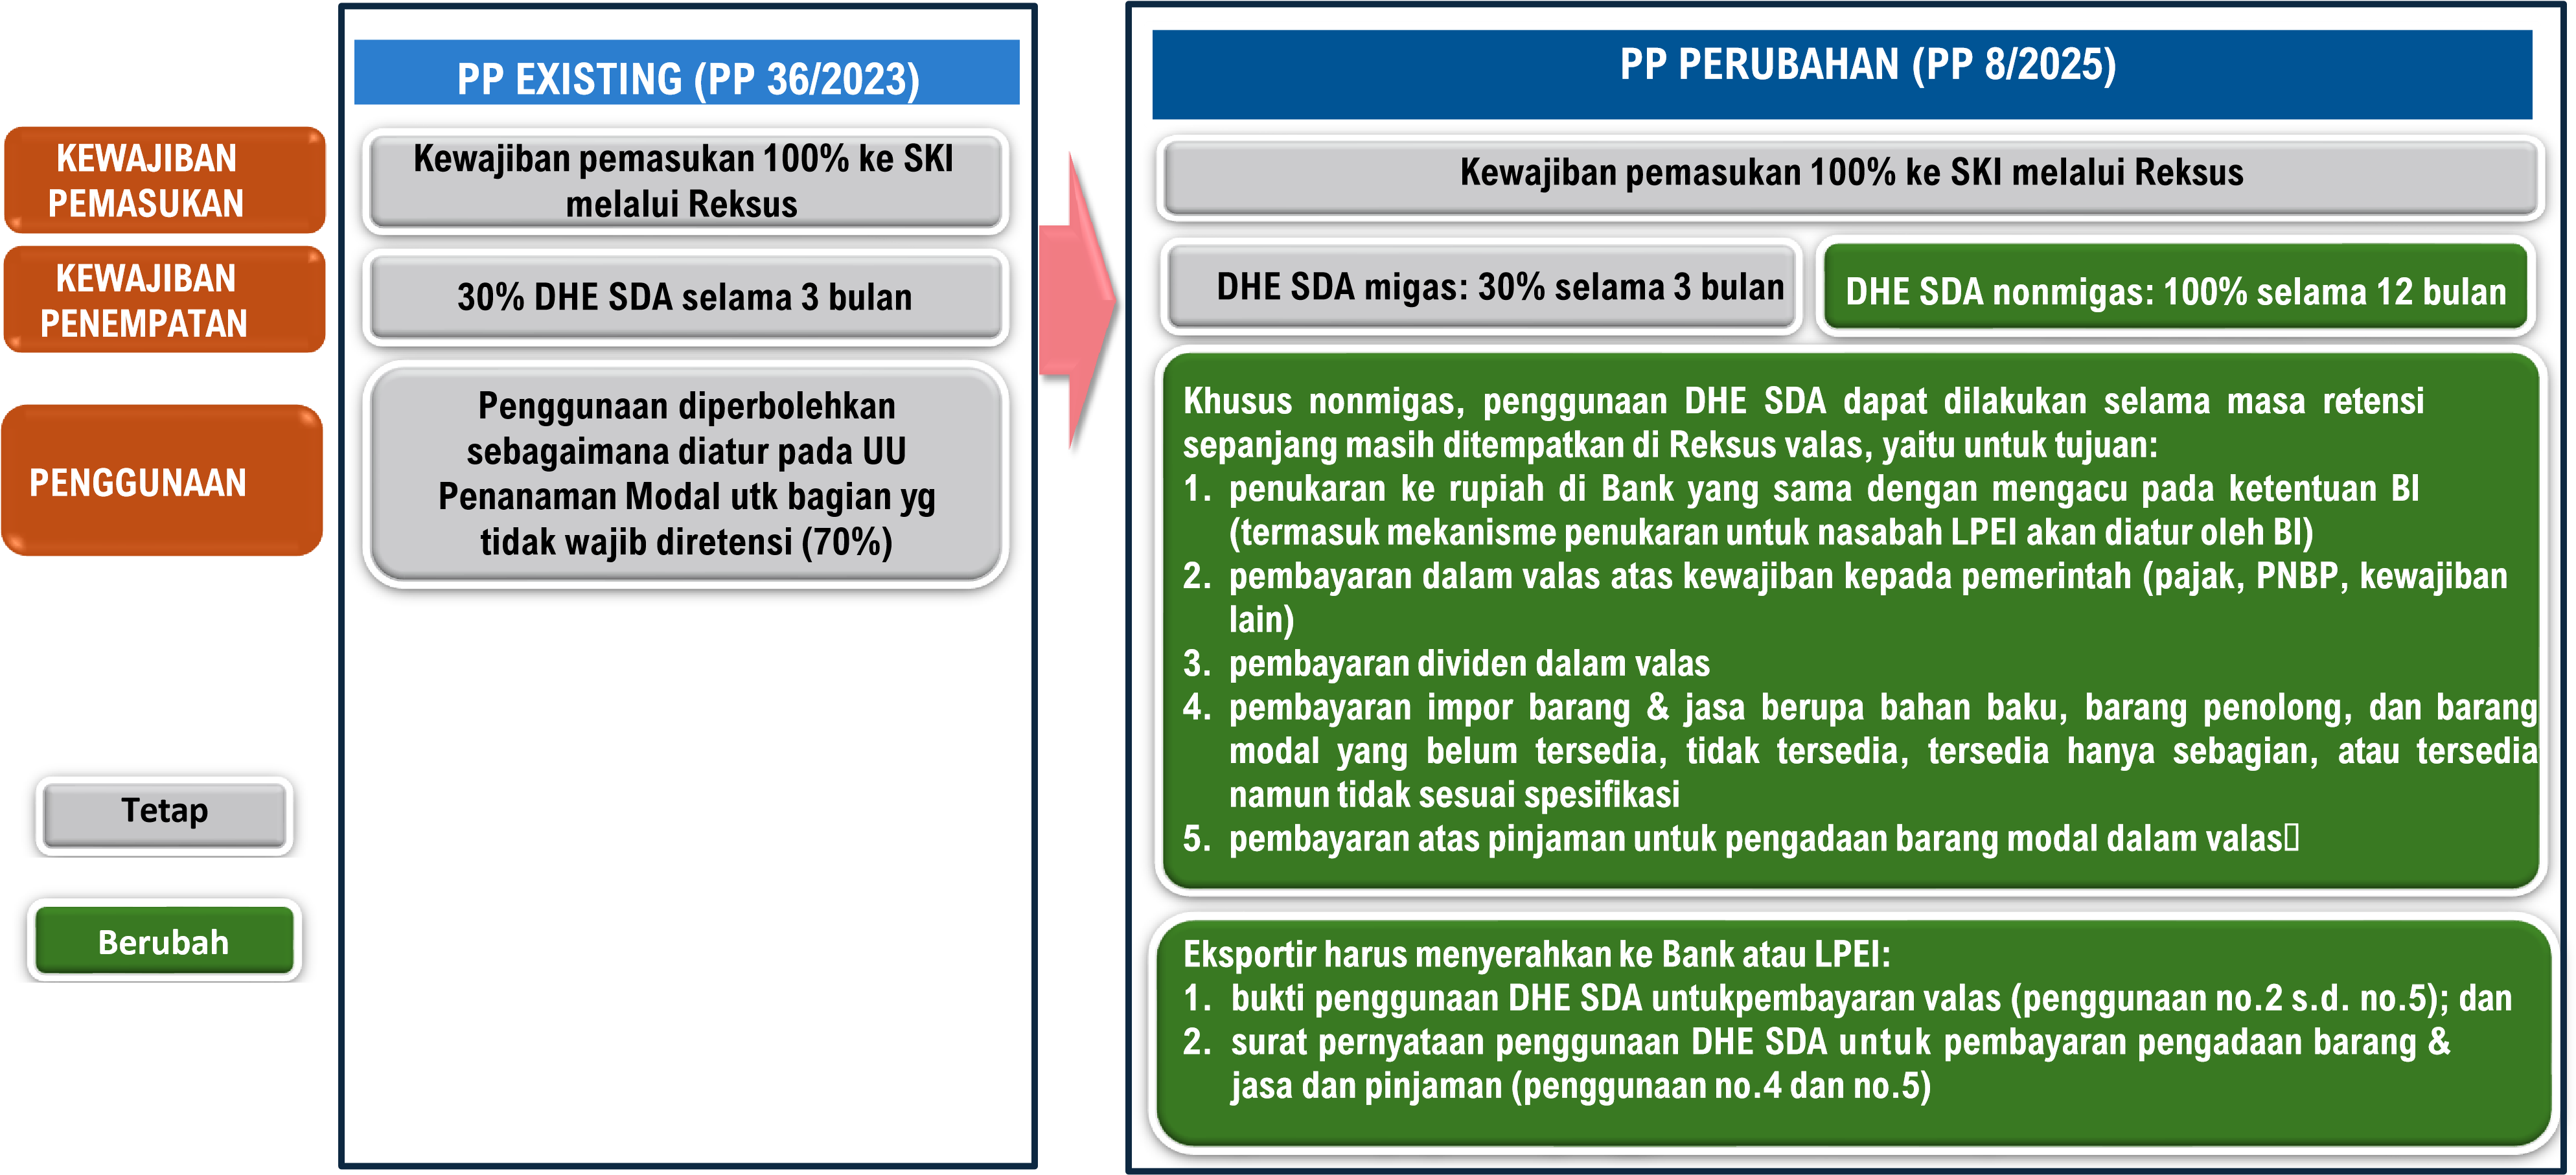 PP EXISTING (PP 36/2023)
PP PERUBAHAN (PP 8/2025)
KEWAJIBAN
PEMASUKAN
Kewajiban pemasukan 100% ke SKI
melalui Reksus
Kewajiban pemasukan 100% ke SKI melalui Reksus
KEWAJIBAN
PENEMPATAN
30% DHE SDA selama 3 bulan
DHE SDA migas: 30% selama 3 bulan
DHE SDA nonmigas: 100% selama 12 bulan
PENGGUNAAN
Penggunaan diperbolehkan
sebagaimana diatur pada UU
Penanaman Modal utk bagian yg
tidak wajib diretensi (70%)
Khusus nonmigas, penggunaan DHE SDA dapat dilakukan selama masa retensi
sepanjang masih ditempatkan di Reksus valas, yaitu untuk tujuan:
1. penukaran ke rupiah di Bank yang sama dengan mengacu pada ketentuan BI
(termasuk mekanisme penukaran untuk nasabah LPEI akan diatur oleh BI)
2. pembayaran dalam valas atas kewajiban kepada pemerintah (pajak, PNBP, kewajiban
lain)
3. pembayaran dividen dalam valas
4. pembayaran impor barang & jasa berupa bahan baku, barang penolong, dan barang
modal yang belum tersedia, tidak tersedia, tersedia hanya sebagian, atau tersedia
namun tidak sesuai spesifikasi
5. pembayaran atas pinjaman untuk pengadaan barang modal dalam valas
Eksportir harus menyerahkan ke Bank atau LPEI:
1. bukti penggunaan DHE SDA untukpembayaran valas (penggunaan no.2 s.d. no.5); dan
2. surat pernyataan penggunaan DHE SDA untuk pembayaran pengadaan barang &
jasa dan pinjaman (penggunaan no.4 dan no.5)
Tetap
Berubah